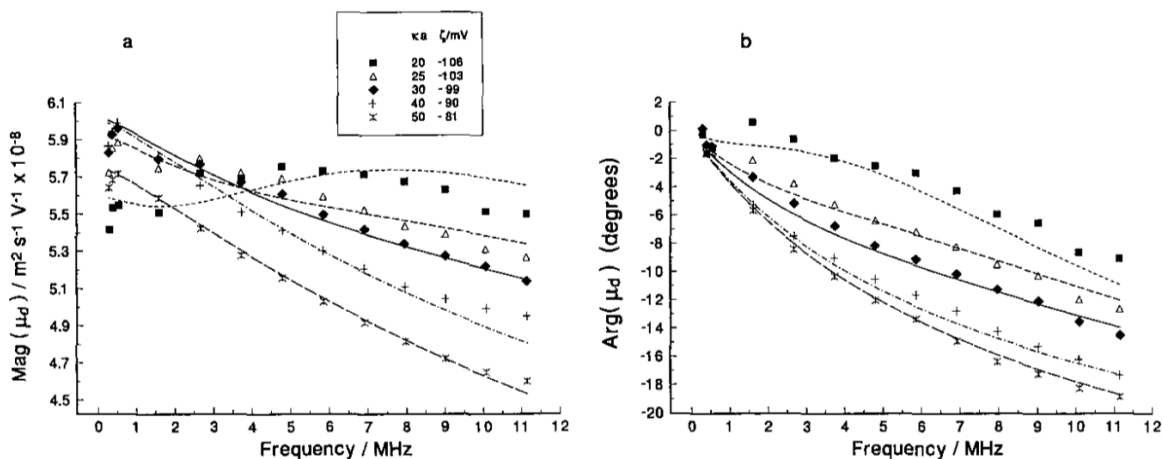 a
κa ζ/mV
20 -106
25 -103
30 -99
40 -90
50 -81
Mag (μd) / m² s⁻¹ V⁻¹ x 10⁻⁸
6.1
5.9
5.7
5.5
5.3
5.1
4.9
4.7
4.5
0 1 2 3 4 5 6 7 8 9 10 11 12
Frequency / MHz
b
Arg(μd) (degrees)
2
0
-2
-4
-6
-8
-10
-12
-14
-16
-18
-20
0 1 2 3 4 5 6 7 8 9 10 11 12
Frequency / MHz